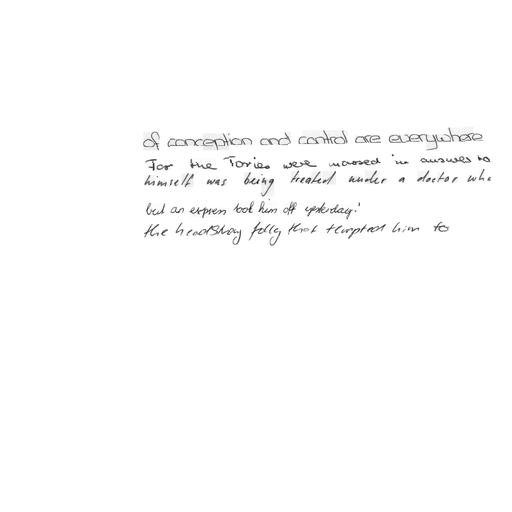 of conception and control are everywhere
For the Tories were massed in answer to
himself was being treated under a doctor who
but an express took him off yesterday!
the headstrong folly that tempted him to